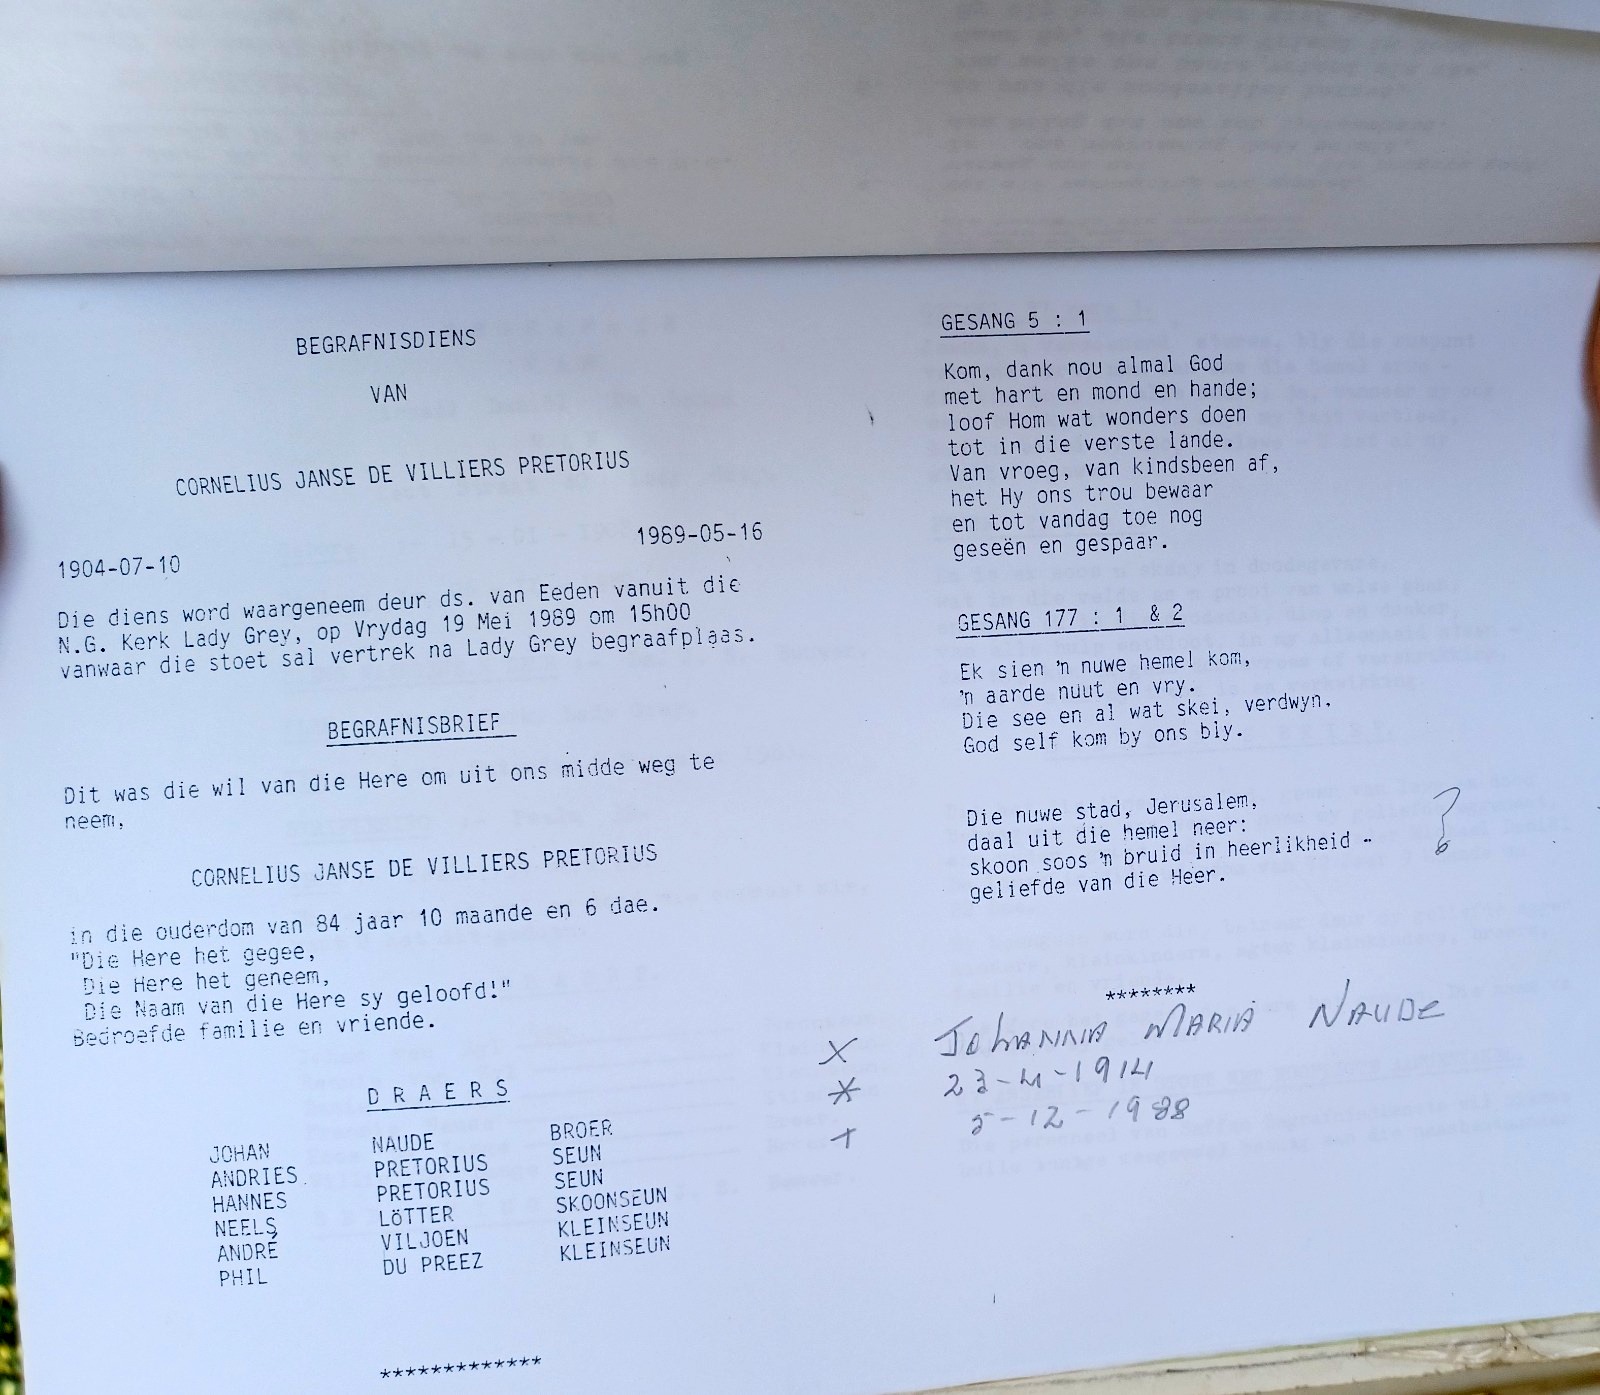 BEGRAFNISDIENS
VAN
CORNELIUS JANSE DE VILLIERS PRETORIUS
1904-07-10 1989-05-16
Die diens word waargeneem deur ds. van Eeden vanuit die
N.G. Kerk Lady Grey, op Vrydag 19 Mei 1989 om 15h00
vanwaar die stoet sal vertrek na Lady Grey begraafplaas.
BEGRAFNISBRIEF
Dit was die wil van die Here om uit ons midde weg te
neem,
CORNELIUS JANSE DE VILLIERS PRETORIUS
in die ouderdom van 84 jaar 10 maande en 6 dae.
"Die Here het gegee,
Die Here het geneem,
Die Naam van die Here sy geloofd!"
Bedroefde familie en vriende.
D R A E R S
JOHAN NAUDE BROER
ANDRIES PRETORIUS SEUN
HANNES PRETORIUS SEUN
NEELS LÖTTER SKOONSEUN
ANDRÉ VILJOEN KLEINSEUN
PHIL DU PREEZ KLEINSEUN
*************
GESANG 5 : 1
Kom, dank nou almal God
met hart en mond en hande;
loof Hom wat wonders doen
tot in die verste lande.
Van vroeg, van kindsbeen af,
het Hy ons trou bewaar
en tot vandag toe nog
geseën en gespaar.
GESANG 177 : 1 & 2
Ek sien 'n nuwe hemel kom,
'n aarde nuut en vry.
Die see en al wat skei, verdwyn.
God self kom by ons bly.
Die nuwe stad, Jerusalem,
daal uit die hemel neer:
skoon soos 'n bruid in heerlikheid -
geliefde van die Heer.
?
********
X JOHANNA MARIA NAUDE
* 23-4-1914
+ 5-12-1988